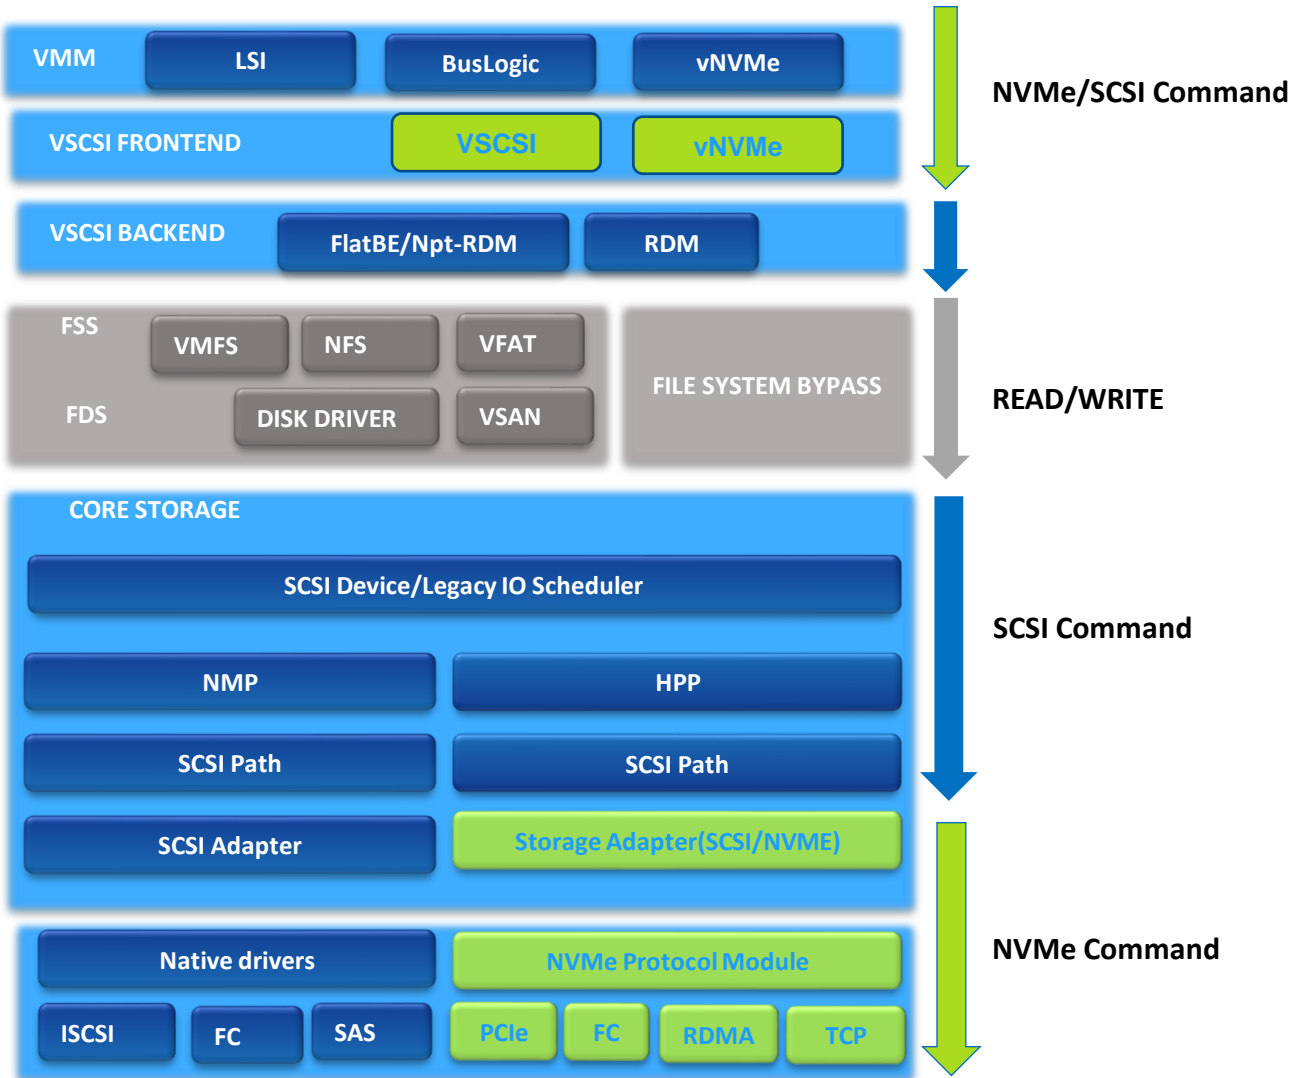 VMM
LSI
BusLogic
vNVMe
NVMe/SCSI Command
VSCSI FRONTEND
VSCSI
vNVMe
VSCSI BACKEND
FlatBE/Npt-RDM
RDM
FSS
VMFS
NFS
VFAT
FILE SYSTEM BYPASS
READ/WRITE
FDS
DISK DRIVER
VSAN
CORE STORAGE
SCSI Device/Legacy IO Scheduler
SCSI Command
NMP
HPP
SCSI Path
SCSI Path
SCSI Adapter
Storage Adapter(SCSI/NVME)
Native drivers
NVMe Protocol Module
NVMe Command
ISCSI
FC
SAS
PCIe
FC
RDMA
TCP